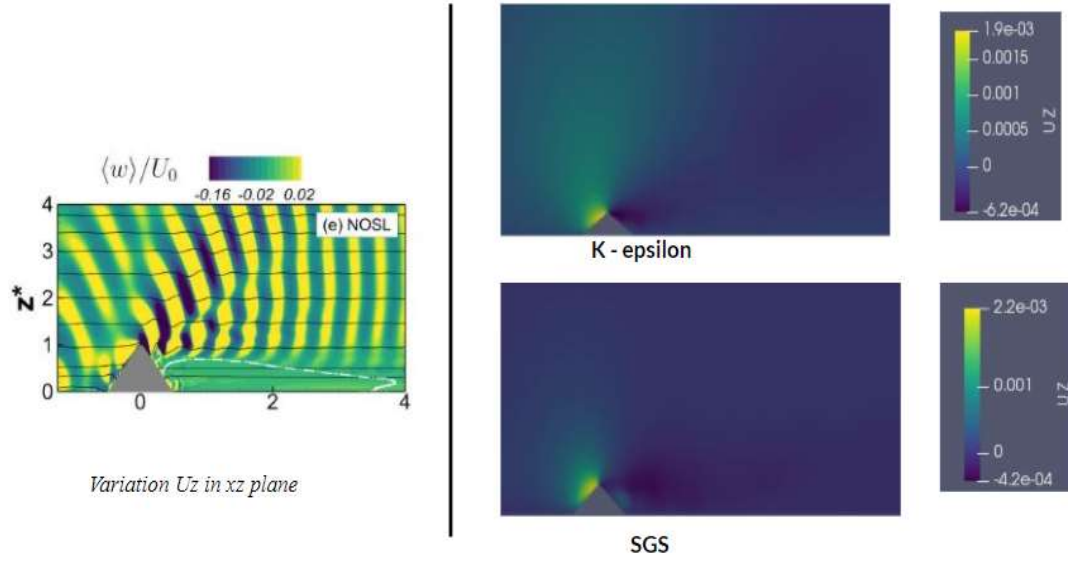 ⟨w⟩/U₀
-0.16 -0.02 0.02
(e) NOSL
4
3
2
1
0
z*
0 2 4
Variation Uz in xz plane
1.9e-03
0.0015
0.001
0.0005
0
-6.2e-04
UZ
K - epsilon
2.2e-03
0.001
0
-4.2e-04
UZ
SGS